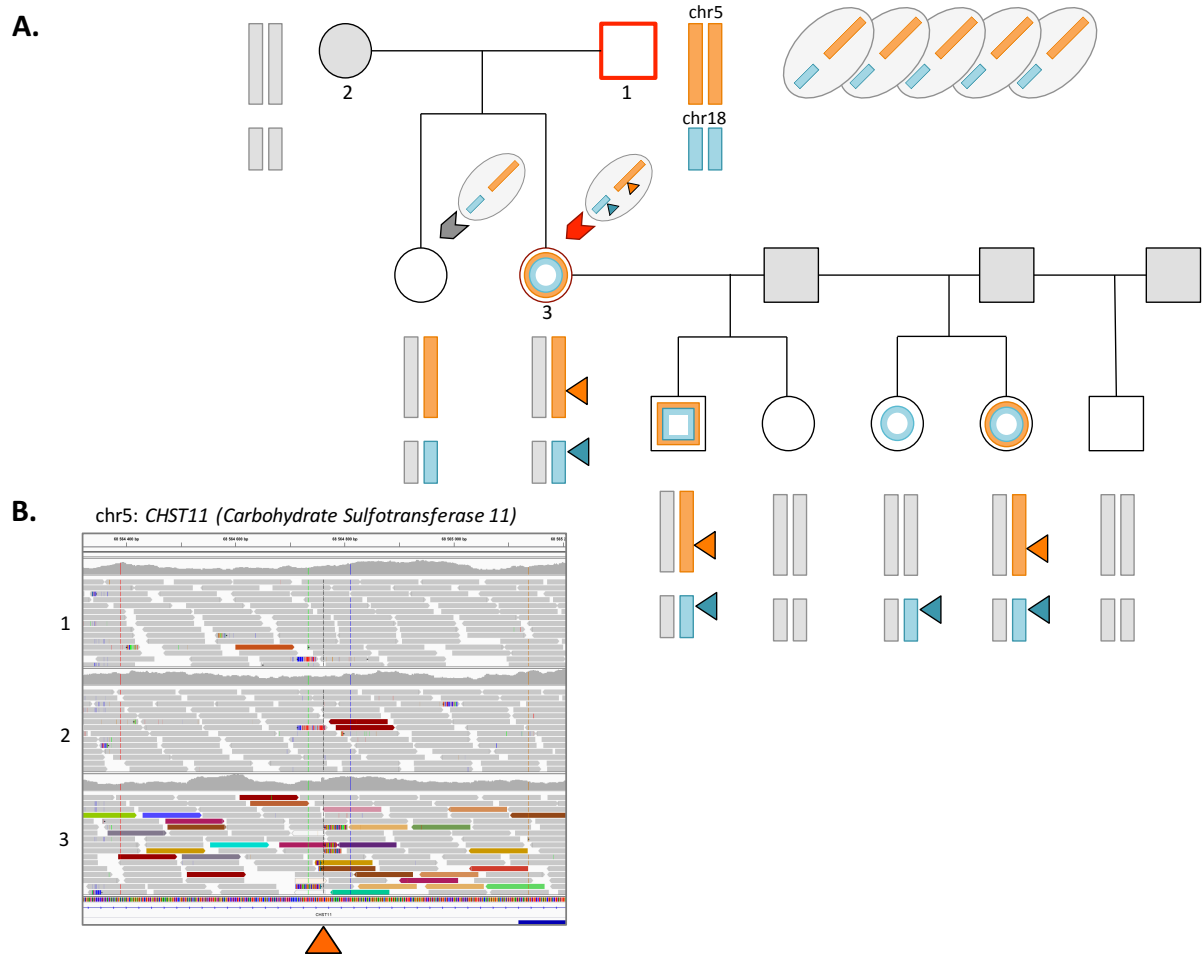 A.
chr5
2
1
chr18
3
B.
chr5: CHST11 (Carbohydrate Sulfotransferase 11)
1
2
3
CHST11